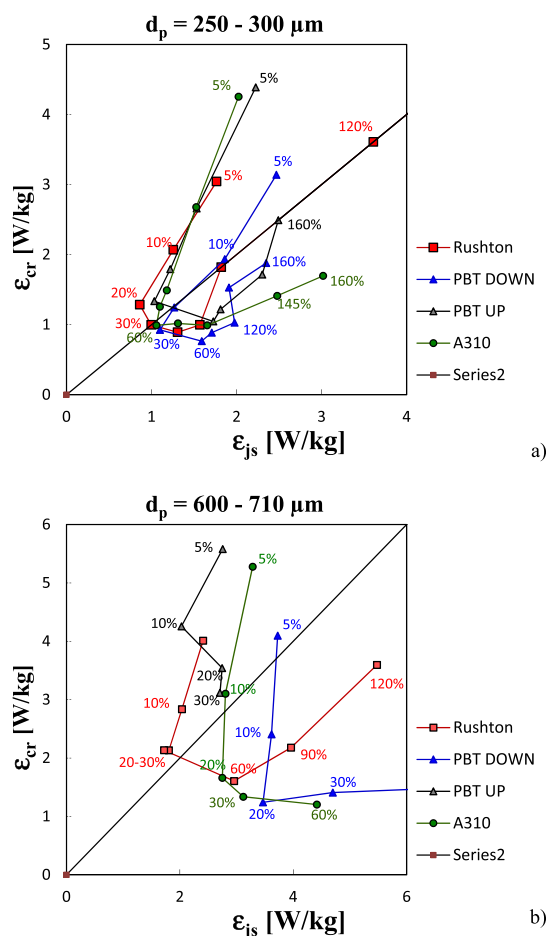 d_p = 250 - 300 µm
5
4
3
2
1
0
0 1 2 3 4
ε_cr [W/kg]
ε_js [W/kg]
5% 5%
120%
5% 5%
10% 10%
160%
20%
30%
60%
30%
60%
120%
145%
160%
160%
Rushton
PBT DOWN
PBT UP
A310
Series2
a)
d_p = 600 - 710 µm
6
5
4
3
2
1
0
0 2 4 6
ε_cr [W/kg]
ε_js [W/kg]
5% 5%
5%
10%
20%
30%
10%
10%
10%
120%
20-30%
20%
60%
90%
30%
20%
30%
60%
Rushton
PBT DOWN
PBT UP
A310
Series2
b)